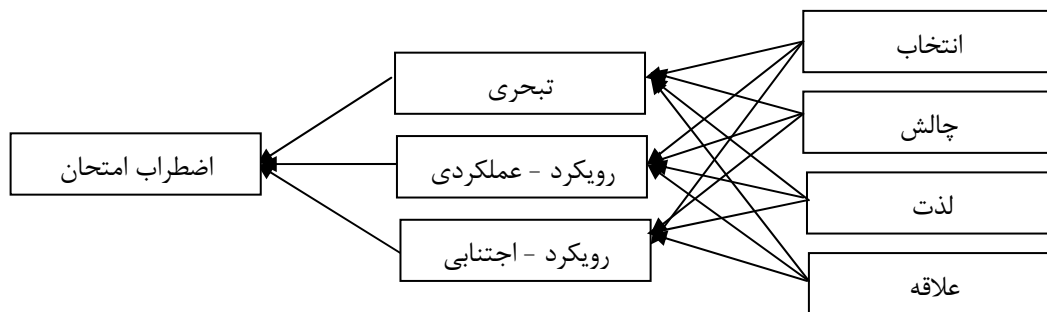 انتخاب
چالش
لذت
علاقه
تبحری
رویکرد - عملکردی
رویکرد - اجتنابی
اضطراب امتحان